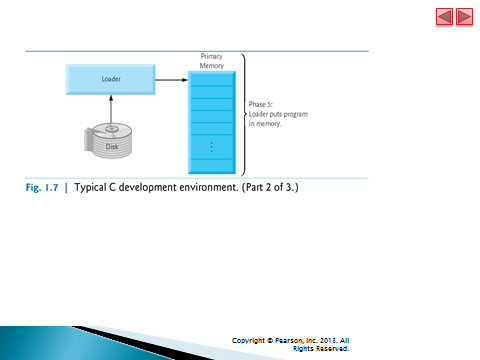 Primary
Memory
Loader
Disk
Phase 5:
Loader puts program
in memory.
Fig. 1.7 | Typical C development environment. (Part 2 of 3.)
Copyright © Pearson, Inc. 2013. All
Rights Reserved.